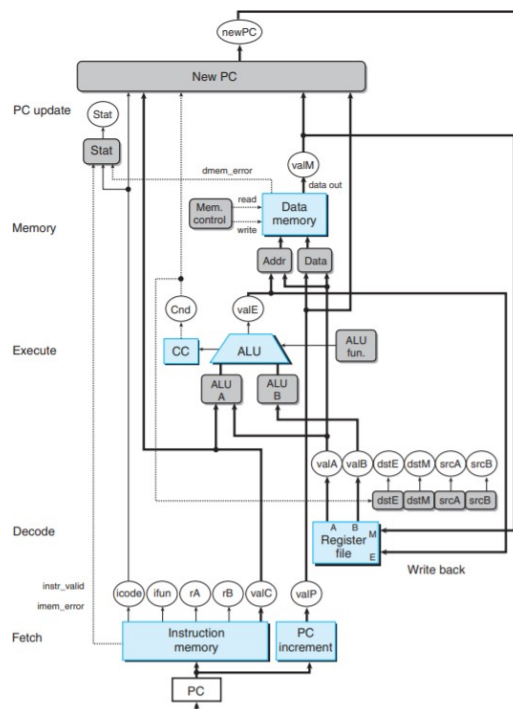 newPC
New PC
PC update
Stat
Stat
valM
data out
dmem_error
Memory
Mem.
control
read
write
Data
memory
Addr
Data
Cnd
valE
Execute
CC
ALU
ALU
fun.
ALU
A
ALU
B
valA
valB
dstE
dstM
srcA
srcB
dstE
dstM
srcA
srcB
Decode
A
B
M
Register
file
E
Write back
instr_valid
imem_error
icode
ifun
rA
rB
valC
valP
Fetch
Instruction
memory
PC
increment
PC